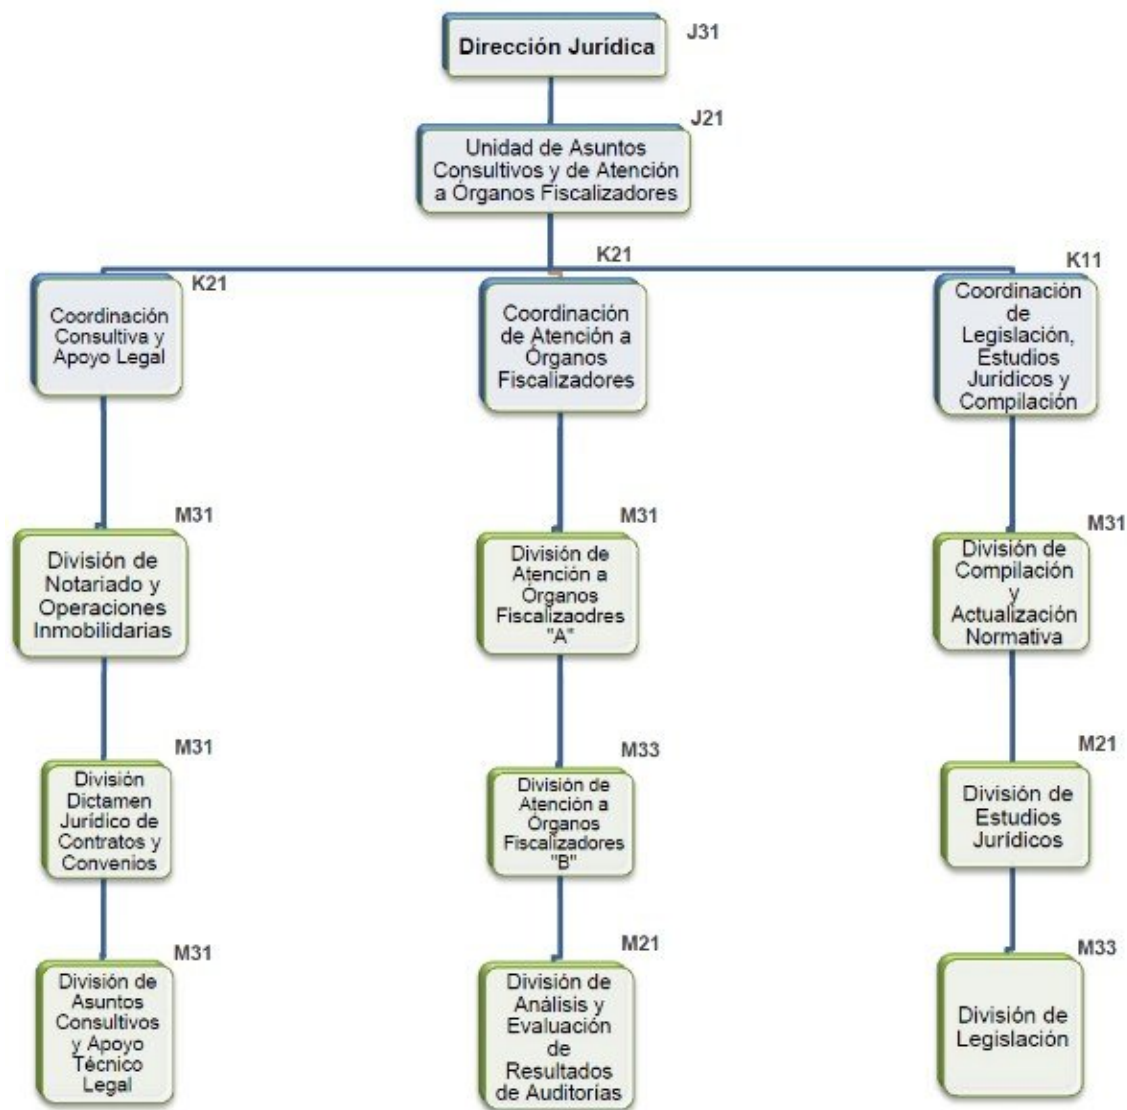 J31
Dirección Jurídica
J21
Unidad de Asuntos
Consultivos y de Atención
a Órganos Fiscalizadores
K21
Coordinación
Consultiva y
Apoyo Legal
K21
Coordinación
de Atención a
Órganos
Fiscalizadores
K11
Coordinación
de
Legislación,
Estudios
Jurídicos y
Compilación
M31
División de
Notariado y
Operaciones
Inmobilidarias
M31
División de
Atención a
Órganos
Fiscalizaodres
"A"
M31
División de
Compilación
y
Actualización
Normativa
M31
División
Dictamen
Jurídico de
Contratos y
Convenios
M33
División de
Atención a
Órganos
Fiscalizadores
"B"
M21
División de
Estudios
Jurídicos
M31
División de
Asuntos
Consultivos
y Apoyo
Técnico
Legal
M21
División de
Análisis y
Evaluación
de
Resultados
de Auditorías
M33
División de
Legislación